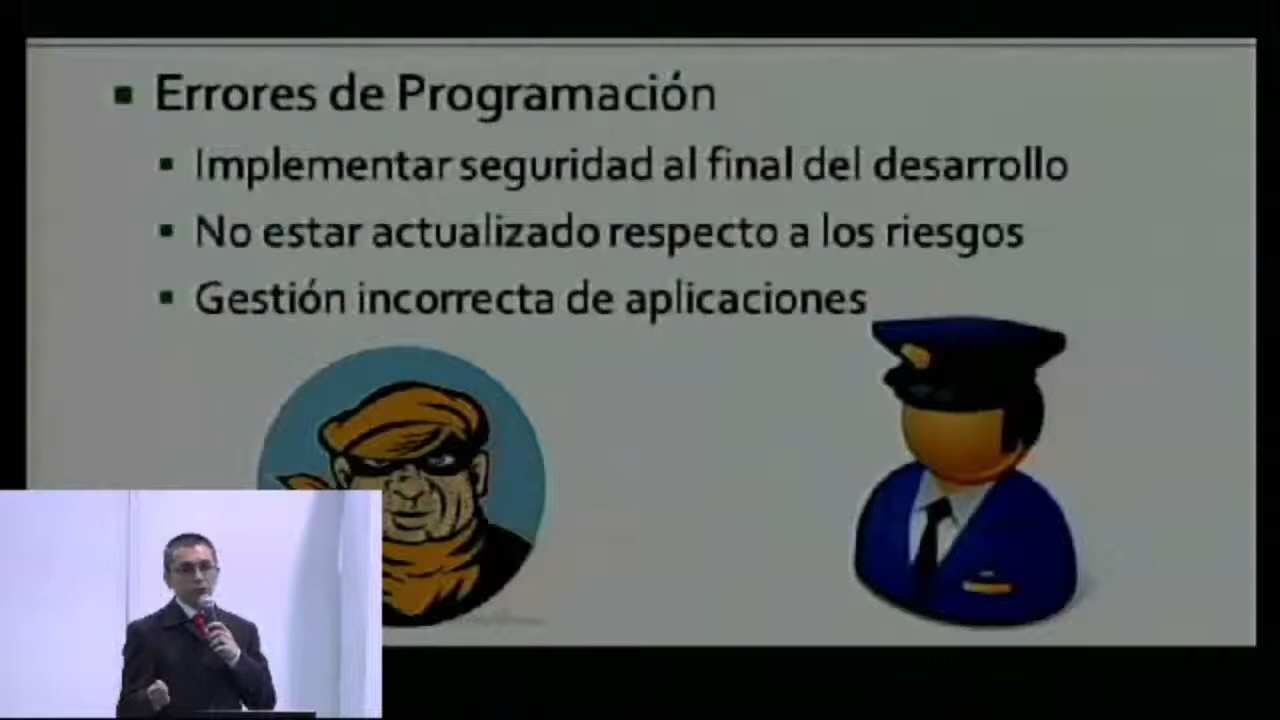 Errores de Programación
Implementar seguridad al final del desarrollo
No estar actualizado respecto a los riesgos
Gestión incorrecta de aplicaciones